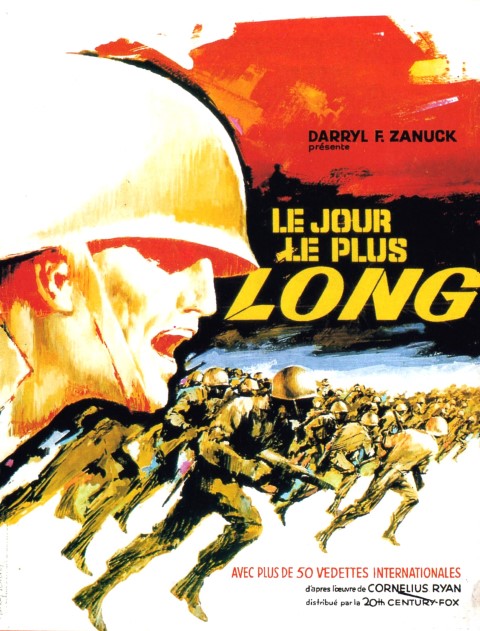 DARRYL F. ZANUCK
présente
LE JOUR
LE PLUS
LONG
AVEC PLUS DE 50 VEDETTES INTERNATIONALES
d'après l'œuvre de CORNELIUS RYAN
distribué par la 20th CENTURY-FOX